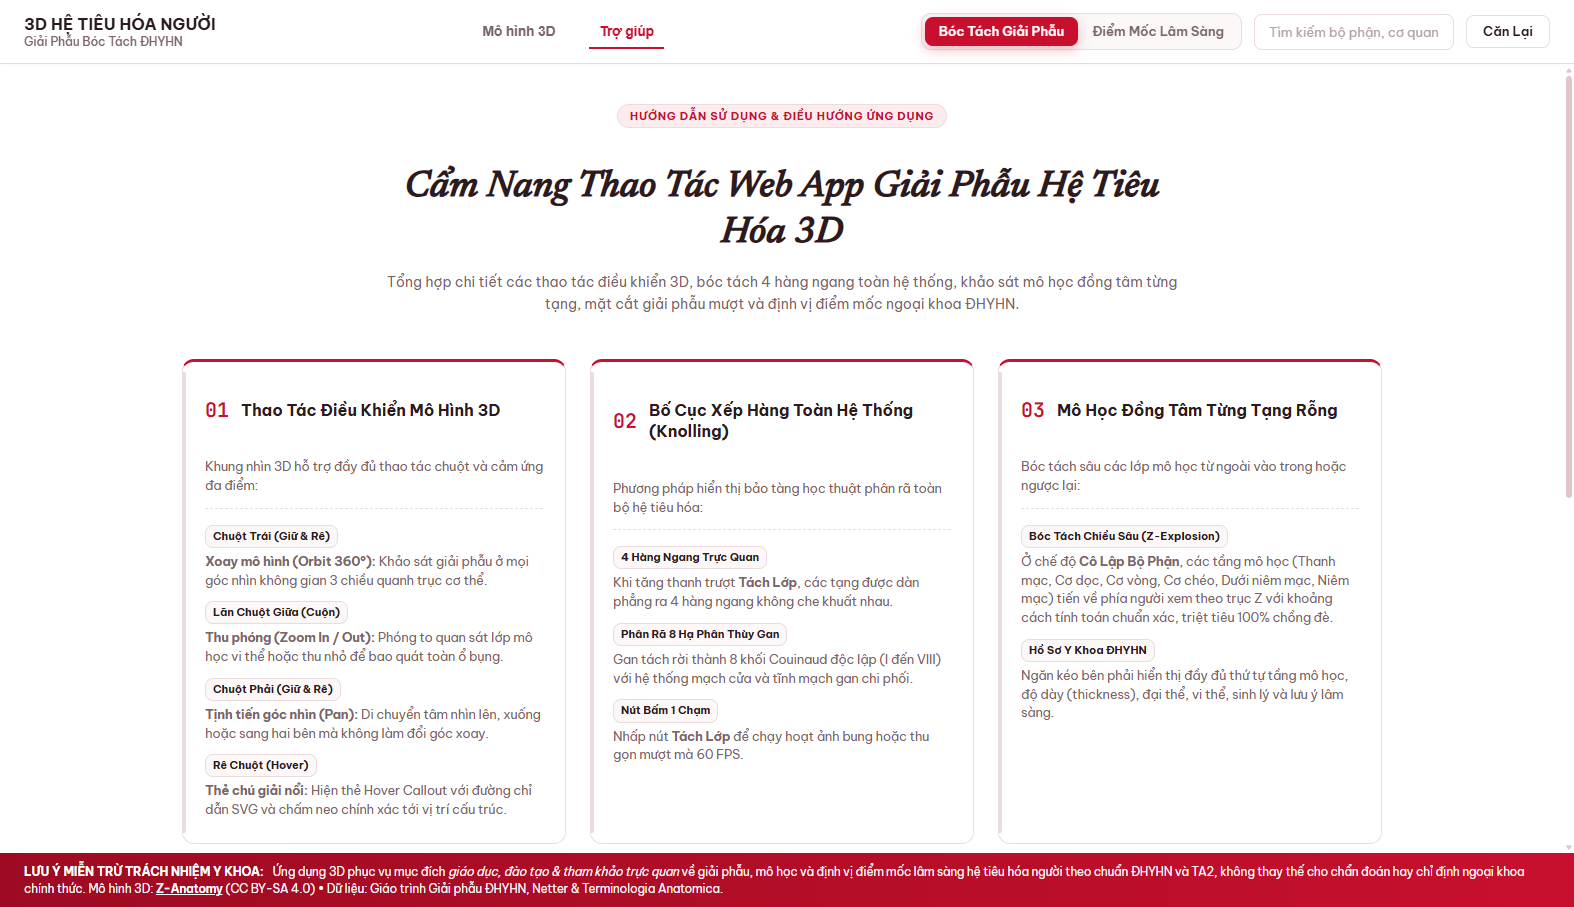 3D HỆ TIÊU HÓA NGƯỜI
Giải Phẫu Bóc Tách ĐHYHN
Mô hình 3D
Trợ giúp
Bóc Tách Giải Phẫu
Điểm Mốc Lâm Sàng
Tìm kiếm bộ phận, cơ quan
Căn Lại
HƯỚNG DẪN SỬ DỤNG & ĐIỀU HƯỚNG ỨNG DỤNG
Cẩm Nang Thao Tác Web App Giải Phẫu Hệ Tiêu
Hóa 3D
Tổng hợp chi tiết các thao tác điều khiển 3D, bóc tách 4 hàng ngang toàn hệ thống, khảo sát mô học đồng tâm từng
tạng, mặt cắt giải phẫu mượt và định vị điểm mốc ngoại khoa ĐHYHN.
01 Thao Tác Điều Khiển Mô Hình 3D
Khung nhìn 3D hỗ trợ đầy đủ thao tác chuột và cảm ứng
đa điểm:
Chuột Trái (Giữ & Rê)
Xoay mô hình (Orbit 360°): Khảo sát giải phẫu ở mọi
góc nhìn không gian 3 chiều quanh trục cơ thể.
Lăn Chuột Giữa (Cuộn)
Thu phóng (Zoom In / Out): Phóng to quan sát lớp mô
học vi thể hoặc thu nhỏ để bao quát toàn ổ bụng.
Chuột Phải (Giữ & Rê)
Tịnh tiến góc nhìn (Pan): Di chuyển tâm nhìn lên, xuống
hoặc sang hai bên mà không làm đổi góc xoay.
Rê Chuột (Hover)
Thẻ chú giải nổi: Hiện thẻ Hover Callout với đường chỉ
dẫn SVG và chấm neo chính xác tới vị trí cấu trúc.
02 Bố Cục Xếp Hàng Toàn Hệ Thống
(Knolling)
Phương pháp hiển thị bảo tàng học thuật phân rã toàn
bộ hệ tiêu hóa:
4 Hàng Ngang Trực Quan
Khi tăng thanh trượt Tách Lớp, các tạng được dàn
phẳng ra 4 hàng ngang không che khuất nhau.
Phân Rã 8 Hạ Phân Thùy Gan
Gan tách rời thành 8 khối Couinaud độc lập (I đến VIII)
với hệ thống mạch cửa và tĩnh mạch gan chi phối.
Nút Bấm 1 Chạm
Nhấp nút Tách Lớp để chạy hoạt ảnh bung hoặc thu
gọn mượt mà 60 FPS.
03 Mô Học Đồng Tâm Từng Tạng Rỗng
Bóc tách sâu các lớp mô học từ ngoài vào trong hoặc
ngược lại:
Bóc Tách Chiều Sâu (Z-Explosion)
Ở chế độ Cô Lập Bộ Phận, các tầng mô học (Thanh
mạc, Cơ dọc, Cơ vòng, Cơ chéo, Dưới niêm mạc, Niêm
mạc) tiến về phía người xem theo trục Z với khoảng
cách tính toán chuẩn xác, triệt tiêu 100% chồng đè.
Hồ Sơ Y Khoa ĐHYHN
Ngăn kéo bên phải hiển thị đầy đủ thứ tự tầng mô học,
độ dày (thickness), đại thể, vi thể, sinh lý và lưu ý lâm
sàng.
LƯU Ý MIỄN TRỪ TRÁCH NHIỆM Y KHOA: Ứng dụng 3D phục vụ mục đích giáo dục, đào tạo & tham khảo trực quan về giải phẫu, mô học và định vị điểm mốc lâm sàng hệ tiêu hóa người theo chuẩn ĐHYHN và TA2, không thay thế cho chẩn đoán hay chỉ định ngoại khoa
chính thức. Mô hình 3D: Z-Anatomy (CC BY-SA 4.0) • Dữ liệu: Giáo trình Giải phẫu ĐHYHN, Netter & Terminologia Anatomica.